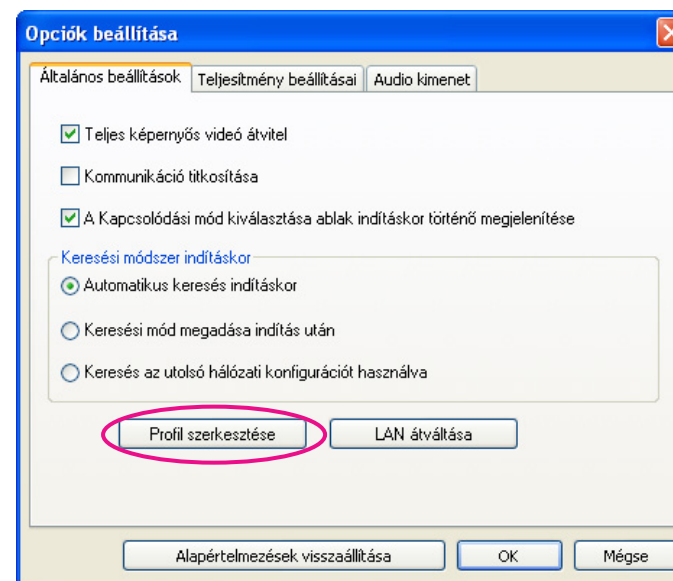 Opciók beállítása
Általános beállítások Teljesítmény beállításai Audio kimenet
Teljes képernyős videó átvitel
Kommunikáció titkosítása
A Kapcsolódási mód kiválasztása ablak indításkor történő megjelenítése
Keresési módszer indításkor
Automatikus keresés indításkor
Keresési mód megadása indítás után
Keresés az utolsó hálózati konfigurációt használva
Profil szerkesztése LAN átváltása
Alapértelmezések visszaállítása OK Mégse